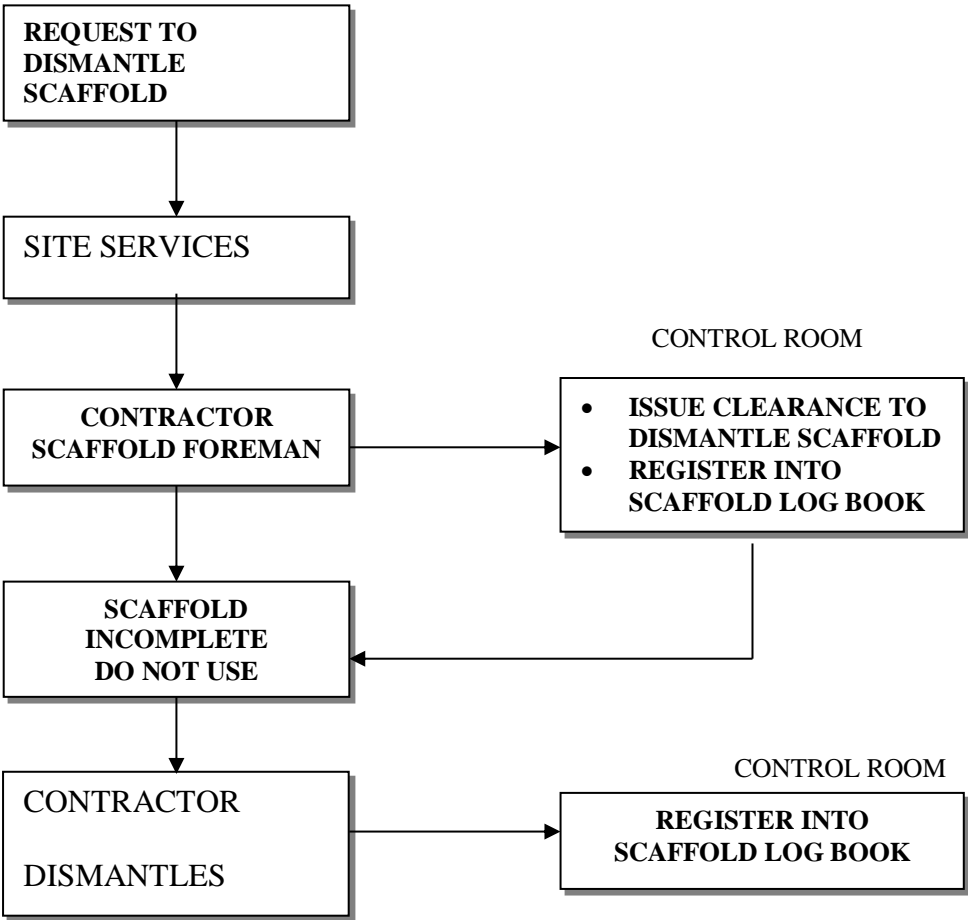 REQUEST TO
DISMANTLE
SCAFFOLD
SITE SERVICES
CONTROL ROOM
CONTRACTOR
SCAFFOLD FOREMAN
• ISSUE CLEARANCE TO
DISMANTLE SCAFFOLD
• REGISTER INTO
SCAFFOLD LOG BOOK
SCAFFOLD
INCOMPLETE
DO NOT USE
CONTRACTOR
DISMANTLES
CONTROL ROOM
REGISTER INTO
SCAFFOLD LOG BOOK